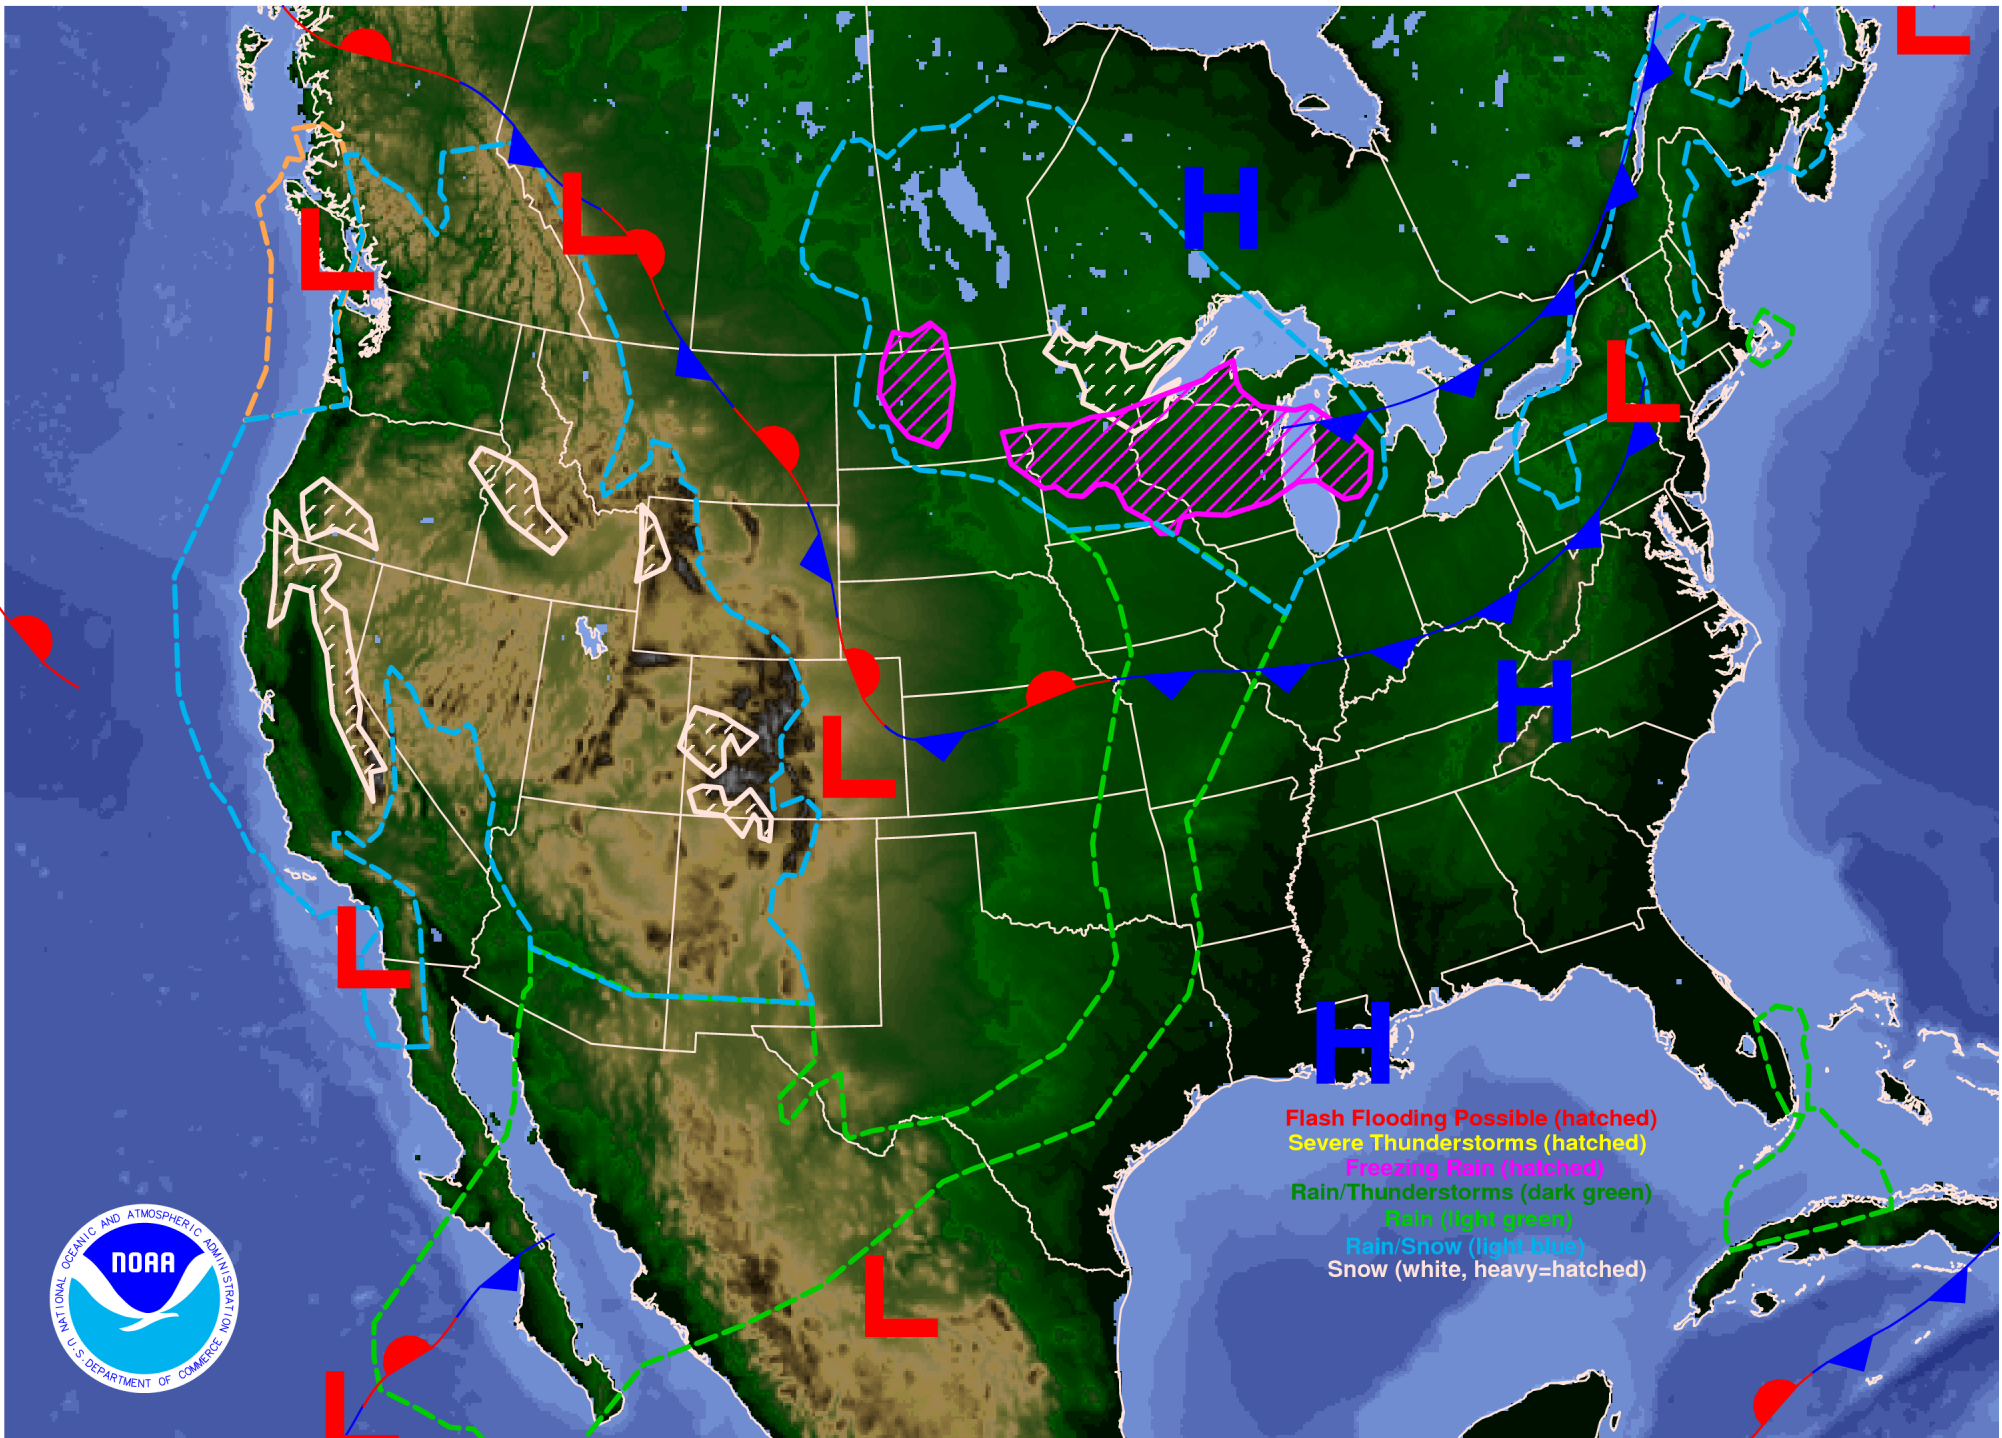 L
L
L
H
L
H
L
L
H
Flash Flooding Possible (hatched)
Severe Thunderstorms (hatched)
Freezing Rain (hatched)
Rain/Thunderstorms (dark green)
Rain (light green)
Rain/Snow (light blue)
Snow (white, heavy=hatched)
NATIONAL OCEANIC AND ATMOSPHERIC ADMINISTRATION
NOAA
U.S. DEPARTMENT OF COMMERCE
L
L